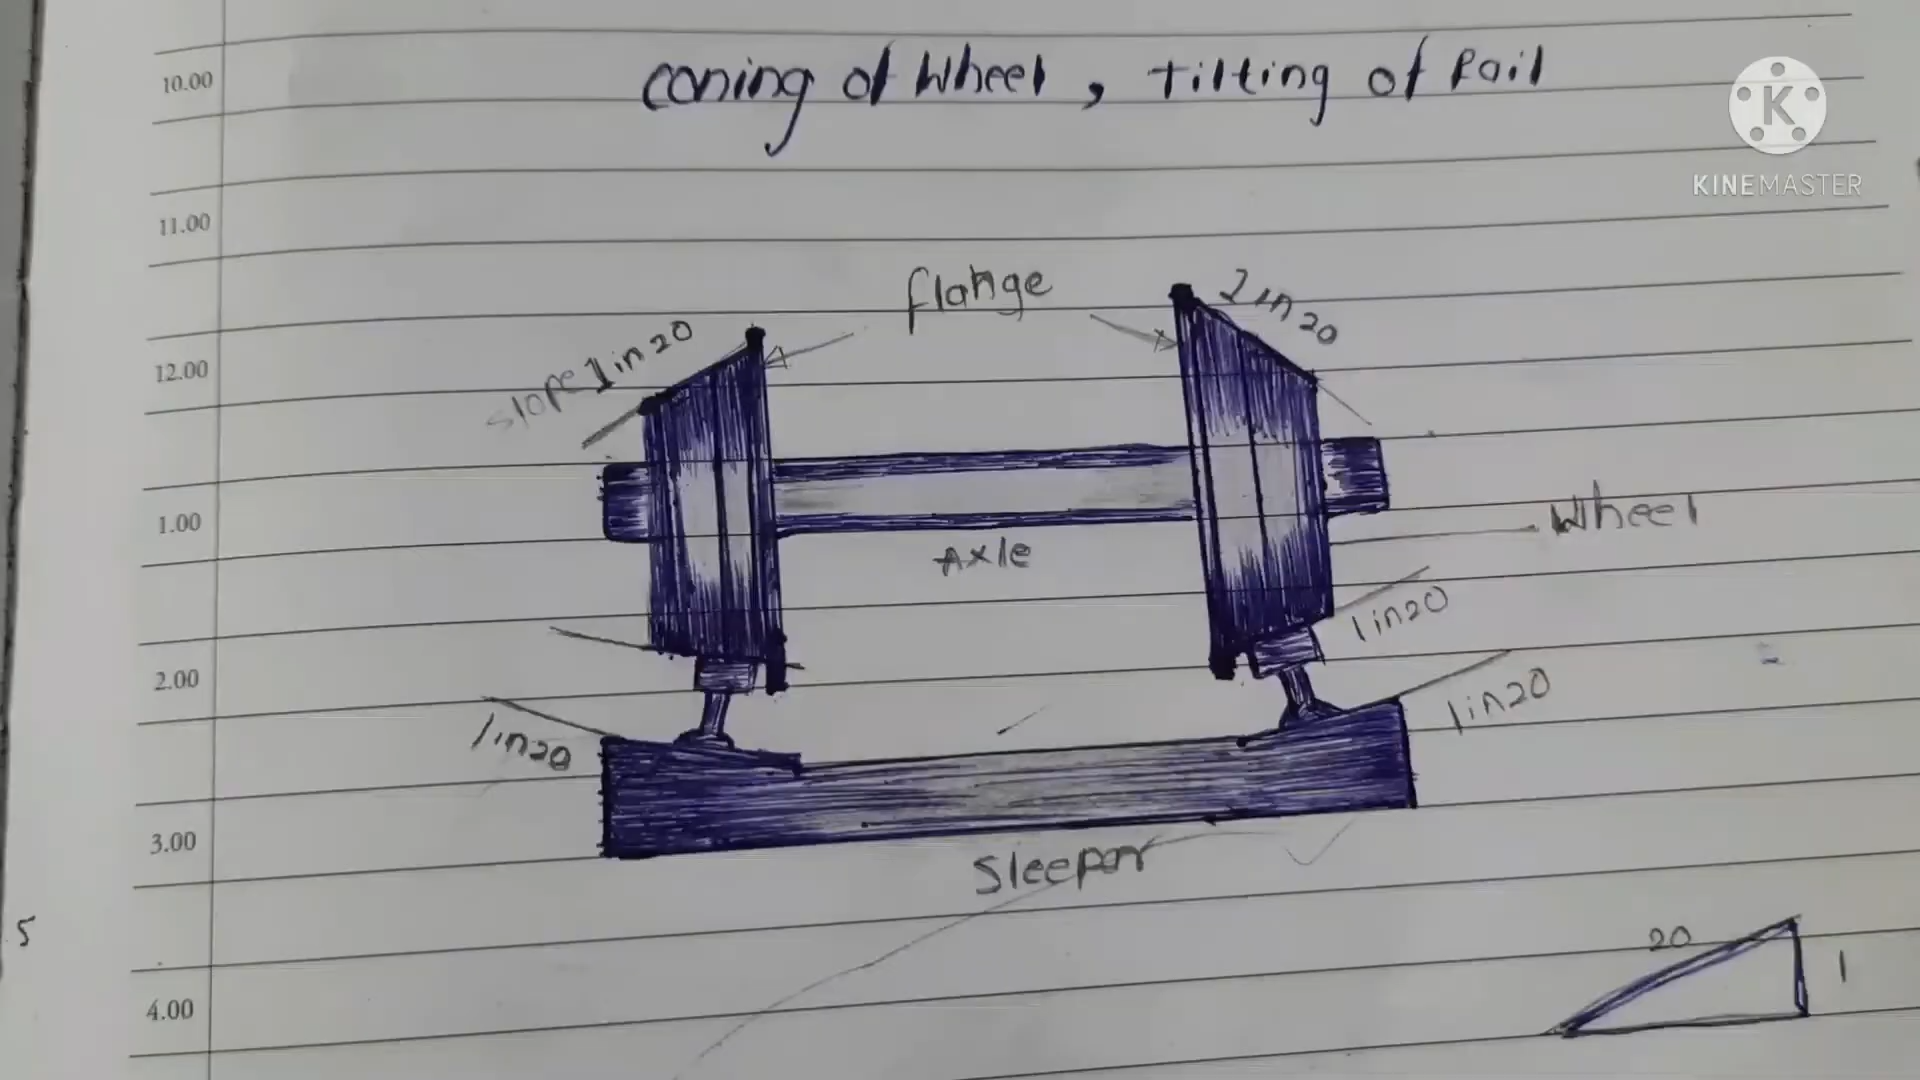 coning of Wheel, Tilting of Rail
10.00
KINEMASTER
11.00
flange
1 in 20
slope 1 in 20
12.00
1.00
Wheel
Axle
1 in 20
2.00
1 in 20
1 in 20
3.00
Sleeper
5
20
1
4.00